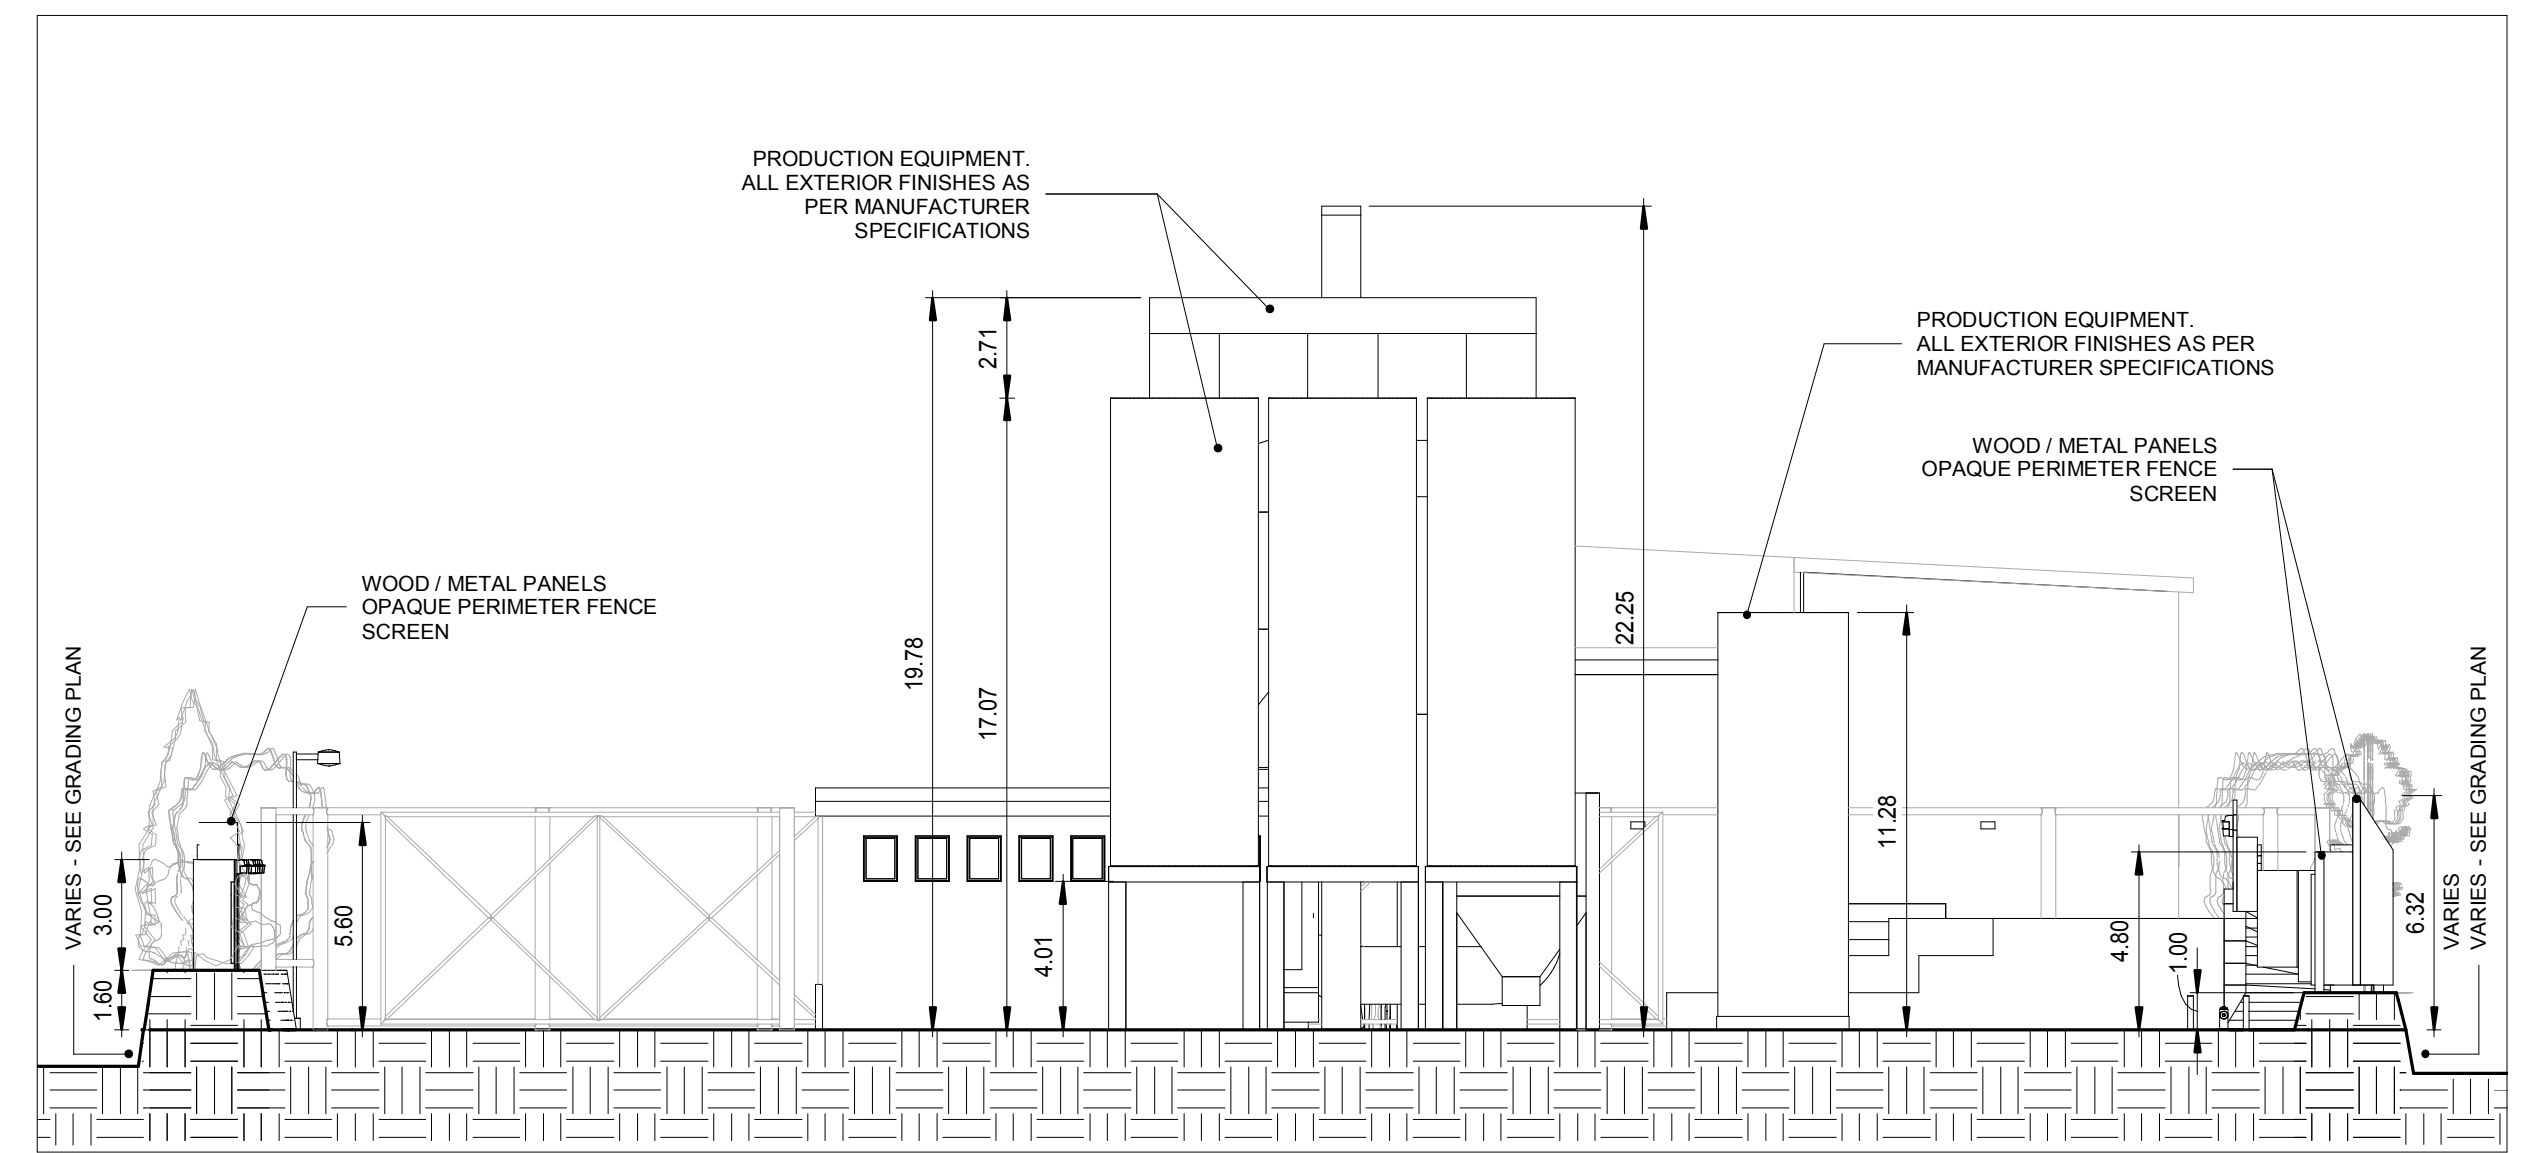 PRODUCTION EQUIPMENT.
ALL EXTERIOR FINISHES AS
PER MANUFACTURER
SPECIFICATIONS
PRODUCTION EQUIPMENT.
ALL EXTERIOR FINISHES AS PER
MANUFACTURER SPECIFICATIONS
WOOD / METAL PANELS
OPAQUE PERIMETER FENCE
SCREEN
WOOD / METAL PANELS
OPAQUE PERIMETER FENCE
SCREEN
VARIES - SEE GRADING PLAN
3.00
1.60
5.60
19.78
2.71
17.07
4.01
22.25
11.28
4.80
1.00
6.32
VARIES
VARIES - SEE GRADING PLAN